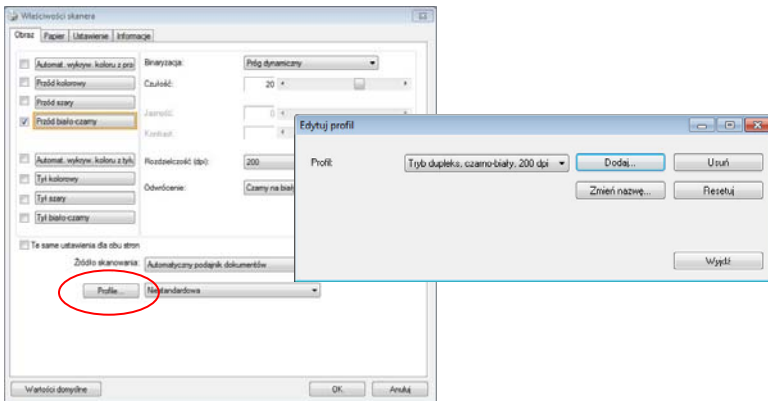 Właściwości skanera
Obraz Papier Ustawienie Informacje
Automat. wykryw. koloru z prz
Binaryzacja: Próg dynamiczny
Przód kolorowy
Czułość: 20
Przód szary
Jasność: 0
Przód biało-czarny
Kontrast:
Automat. wykryw. koloru z tyłu
Rozdzielczość (dpi): 200
Tył kolorowy
Odwrócenie: Czarny na biał
Tył szary
Tył biało-czarny
Te same ustawienia dla obu stron
Źródło skanowania: Automatyczny podajnik dokumentów
Profile... Niestandardowa
Wartości domyślne OK Anuluj
Edytuj profil
Profil: Tryb dupleks, czarno-biały, 200 dpi Dodaj... Usuń
Zmień nazwę... Resetuj
Wyjdź